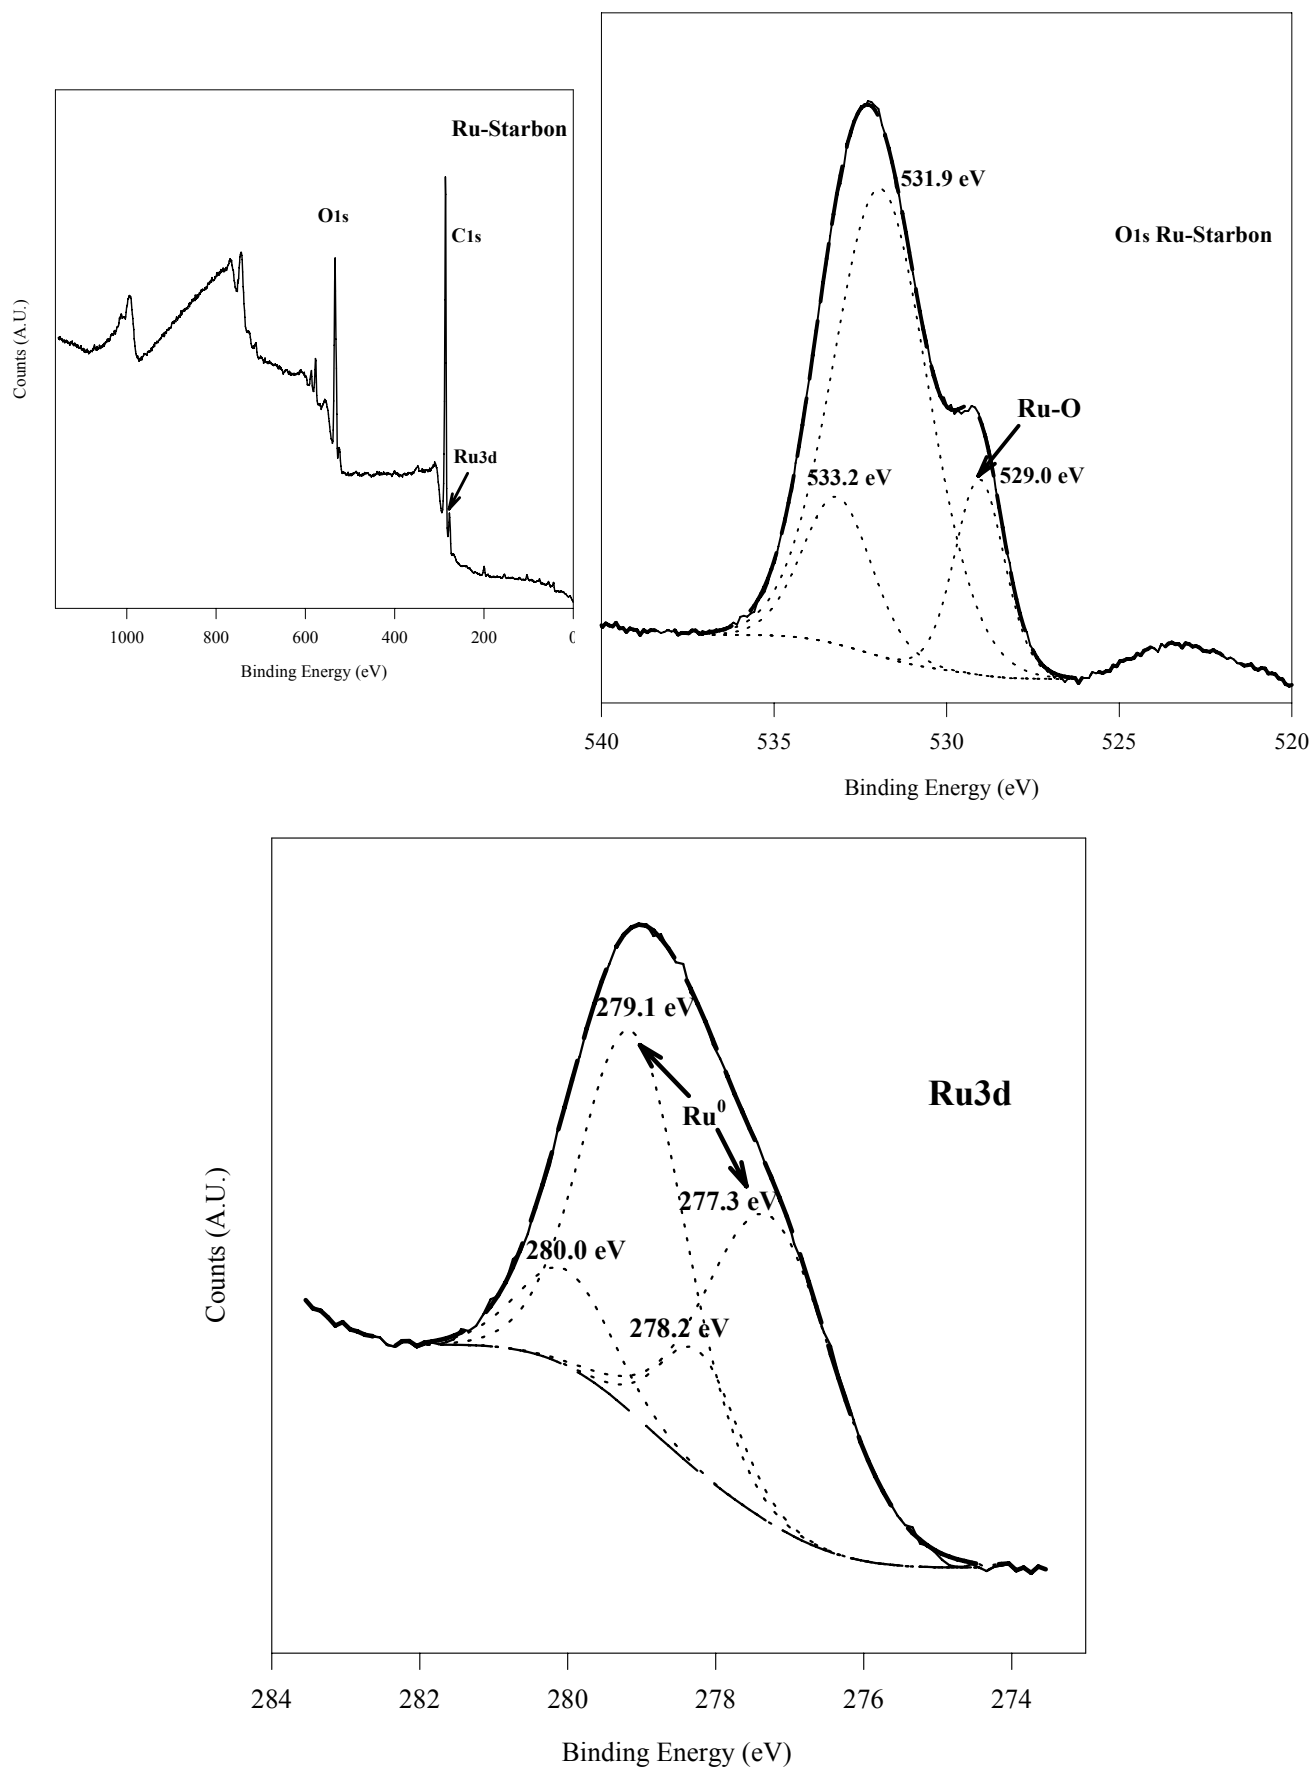 Ru-Starbon
O1s
C1s
Ru3d
Counts (A.U.)
1000 800 600 400 200 0
Binding Energy (eV)
531.9 eV
O1s Ru-Starbon
Ru-O
533.2 eV
529.0 eV
540 535 530 525 520
Binding Energy (eV)
279.1 eV
Ru3d
Ru0
277.3 eV
280.0 eV
278.2 eV
Counts (A.U.)
284 282 280 278 276 274
Binding Energy (eV)